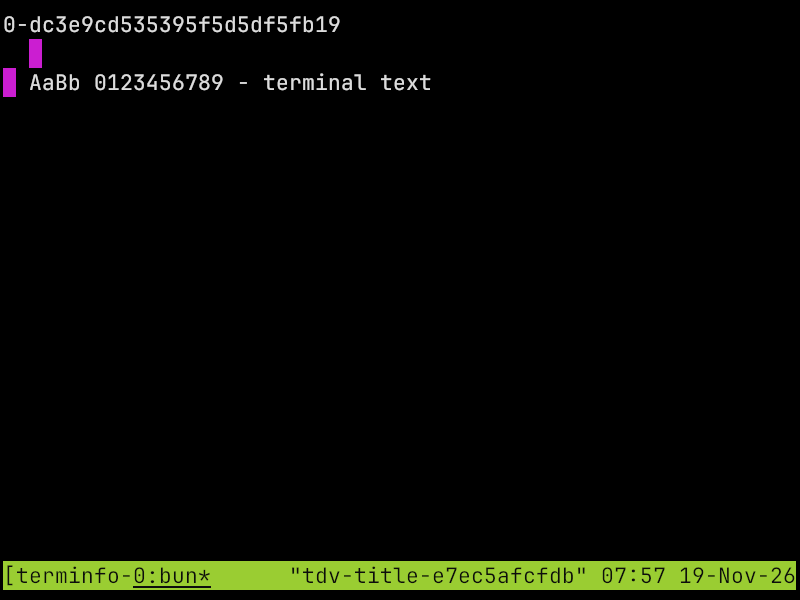 0-dc3e9cd535395f5d5df5fb19
AaBb 0123456789 - terminal text
[terminfo-0:bun* "tdv-title-e7ec5afcfdb" 07:57 19-Nov-26